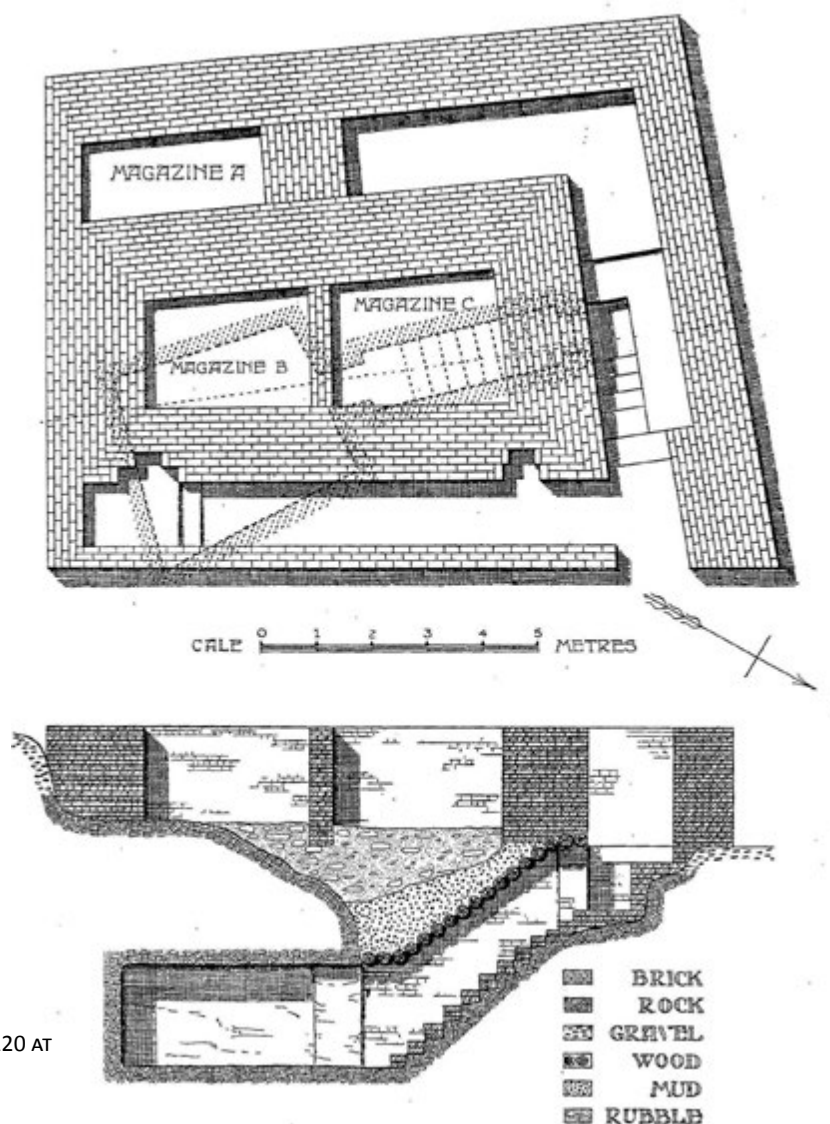 MAGAZINE A
MAGAZINE C
MAGAZINE B
CALE 0 1 2 3 4 5 METRES
20 AT
BRICK
ROCK
GRAVEL
WOOD
MUD
RUBBLE